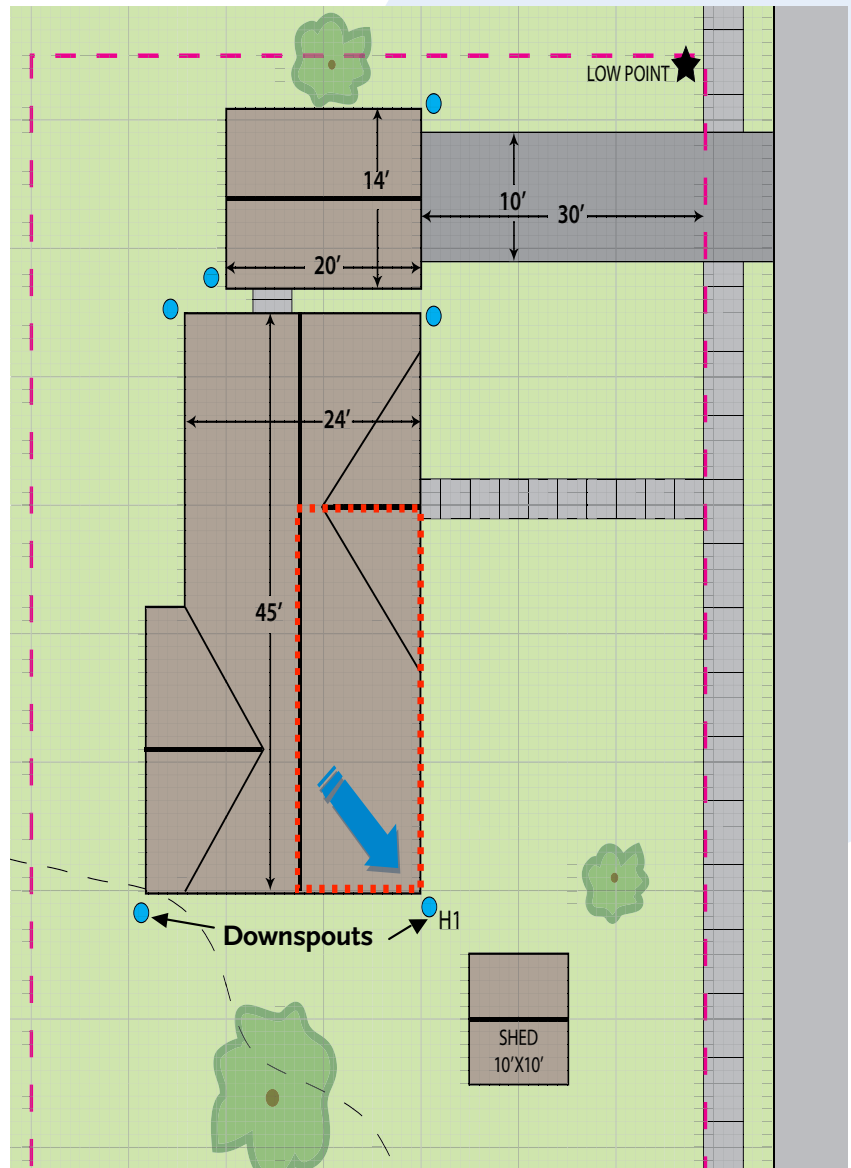 LOW POINT
14′
10′
30′
20′
24′
45′
H1
Downspouts
SHED
10′X10′